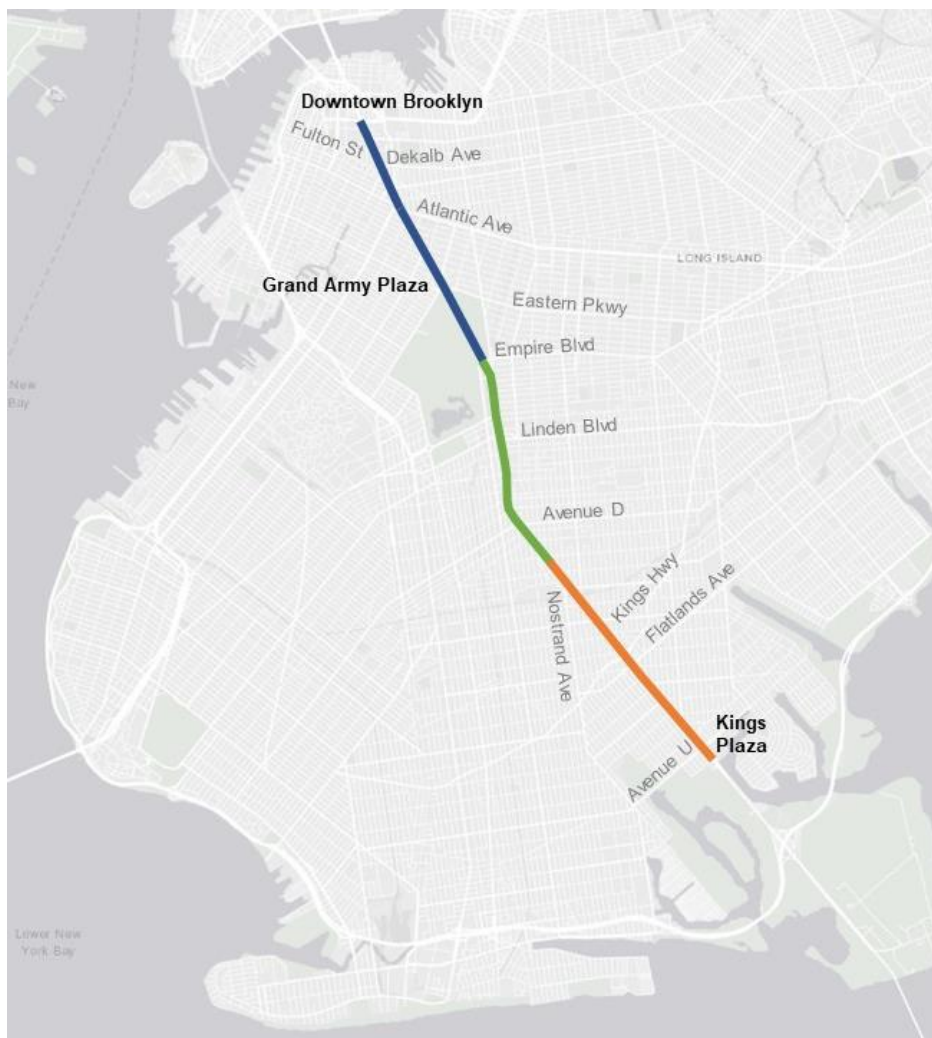 Downtown Brooklyn
Fulton St
Dekalb Ave
Atlantic Ave
LONG ISLAND
Grand Army Plaza
Eastern Pkwy
Empire Blvd
New
Bay
Linden Blvd
Avenue D
Kings Hwy
Flatlands Ave
Nostrand Ave
Kings
Plaza
Avenue U
Lower New
York Bay